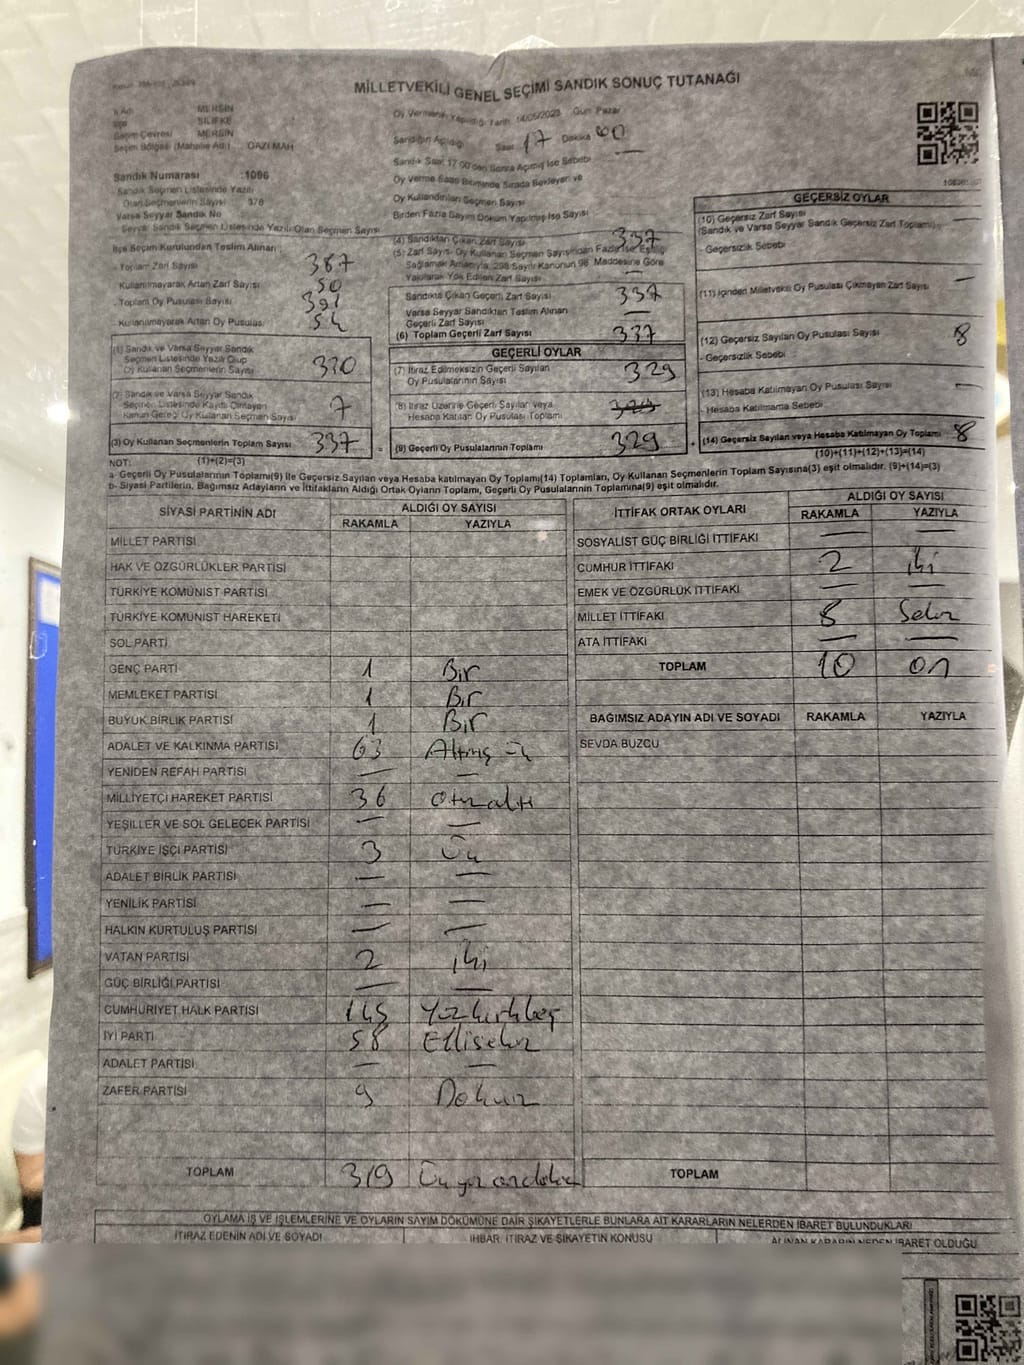 MİLLETVEKİLİ GENEL SEÇİMİ SANDIK SONUÇ TUTANAĞI
İl Adı MERSİN
İlçe SİLİFKE
Seçim Çevresi MERSİN
Seçim Bölgesi (Mahalle Adı) GAZİ MAH
Sandık Numarası :1096
Sandık Seçmen Listesinde Yazılı
Olan Seçmenlerin Sayısı 376
Varsa Seyyar Sandık No
Seyyar Sandık Seçmen Listesinde Yazılı Olan Seçmen Sayısı
İlçe Seçim Kurulundan Teslim Alınan
- Toplam Zarf Sayısı 387
Kullanılmayarak Artan Zarf Sayısı 50
- Toplam Oy Pusulası Sayısı 391
- Kullanılmayarak Artan Oy Pusulası 54
(1) Sandık ve Varsa Seyyar Sandık
Seçmen Listesinde Yazılı Olup
Oy Kullanan Seçmenlerin Sayısı 330
(2) Sandık ve Varsa Seyyar Sandık
Seçmen Listesinde Kaydı Olmayan
Kanun Gereği Oy Kullanan Seçmen Sayısı 7
(3) Oy Kullanan Seçmenlerin Toplam Sayısı 337
Oy Vermenin Yapıldığı Tarih 14/05/2023 Gün Pazar
Sandığın Açıldığı Saat 17 Dakika 00
Sandık Saat 17:00'den Sonra Açılmış İse Sebebi
Oy Verme Saati Bitiminde Sırada Bekleyen ve
Oy Kullandırılan Seçmen Sayısı
Birden Fazla Sayım Döküm Yapılmış İse Sayısı
(4) Sandıktan Çıkan Zarf Sayısı 337
(5) Zarf Sayısı, Oy Kullanan Seçmen Sayısından Fazla İse, Eşitliği
Sağlamak Amacıyla, 298 Sayılı Kanunun 98. Maddesine Göre
Yakılarak Yok Edilen Zarf Sayısı
Sandıkta Çıkan Geçerli Zarf Sayısı 337
Varsa Seyyar Sandıktan Teslim Alınan
Geçerli Zarf Sayısı
(6) Toplam Geçerli Zarf Sayısı 337
GEÇERLİ OYLAR
(7) İtiraz Edilmeksizin Geçerli Sayılan
Oy Pusulalarının Sayısı 329
(8) İtiraz Üzerine Geçerli Sayılan veya
Hesaba Katılan Oy Pusulası Toplamı
(9) Geçerli Oy Pusulalarının Toplamı 329
GEÇERSİZ OYLAR
(10) Geçersiz Zarf Sayısı
(Sandık ve Varsa Seyyar Sandık Geçersiz Zarf Toplamı)
- Geçersizlik Sebebi
(11) İçinden Milletvekili Oy Pusulası Çıkmayan Zarf Sayısı
(12) Geçersiz Sayılan Oy Pusulası Sayısı 8
- Geçersizlik Sebebi
(13) Hesaba Katılmayan Oy Pusulası Sayısı
- Hesaba Katılmama Sebebi
(14) Geçersiz Sayılan veya Hesaba Katılmayan Oy Toplamı 8
NOT: (1)+(2)=(3)
(10)+(11)+(12)+(13)=(14)
a- Geçerli Oy Pusulalarının Toplamı(9) ile Geçersiz Sayılan veya Hesaba katılmayan Oy Toplamı(14) Toplamları, Oy Kullanan Seçmenlerin Toplam Sayısına(3) eşit olmalıdır. (9)+(14)=(3)
b- Siyasi Partilerin, Bağımsız Adayların ve İttifakların Aldığı Ortak Oyların Toplamı, Geçerli Oy Pusulalarının Toplamına(9) eşit olmalıdır.
SİYASİ PARTİNİN ADI ALDIĞI OY SAYISI
RAKAMLA YAZIYLA
MİLLET PARTİSİ
HAK VE ÖZGÜRLÜKLER PARTİSİ
TÜRKİYE KOMÜNİST PARTİSİ
TÜRKİYE KOMÜNİST HAREKETİ
SOL PARTİ
GENÇ PARTİ 1 Bir
MEMLEKET PARTİSİ 1 Bir
BÜYÜK BİRLİK PARTİSİ 1 Bir
ADALET VE KALKINMA PARTİSİ 63 Altmış üç
YENİDEN REFAH PARTİSİ —
MİLLİYETÇİ HAREKET PARTİSİ 36 otuzaltı
YEŞİLLER VE SOL GELECEK PARTİSİ —
TÜRKİYE İŞÇİ PARTİSİ 3 Üç
ADALET BİRLİK PARTİSİ —
YENİLİK PARTİSİ —
HALKIN KURTULUŞ PARTİSİ —
VATAN PARTİSİ 2 iki
GÜÇ BİRLİĞİ PARTİSİ —
CUMHURİYET HALK PARTİSİ 145 Yüzkırkbeş
İYİ PARTİ 58 Ellisekiz
ADALET PARTİSİ —
ZAFER PARTİSİ 9 Dokuz
TOPLAM 319 Üçyüz ondokuz
İTTİFAK ORTAK OYLARI ALDIĞI OY SAYISI
RAKAMLA YAZIYLA
SOSYALİST GÜÇ BİRLİĞİ İTTİFAKI —
CUMHUR İTTİFAKI 2 iki
EMEK VE ÖZGÜRLÜK İTTİFAKI —
MİLLET İTTİFAKI 8 Sekiz
ATA İTTİFAKI —
TOPLAM 10 on
BAĞIMSIZ ADAYIN ADI VE SOYADI RAKAMLA YAZIYLA
SEVDA BUZCU
TOPLAM
OYLAMA İŞ VE İŞLEMLERİNE VE OYLARIN SAYIM DÖKÜMÜNE DAİR ŞİKAYETLERLE BUNLARA AİT KARARLARIN NELERDEN İBARET BULUNDUKLARI
İTİRAZ EDENİN ADI VE SOYADI İHBAR, İTİRAZ VE ŞİKAYETİN KONUSU ALINAN KARARIN NEDEN İBARET OLDUĞU